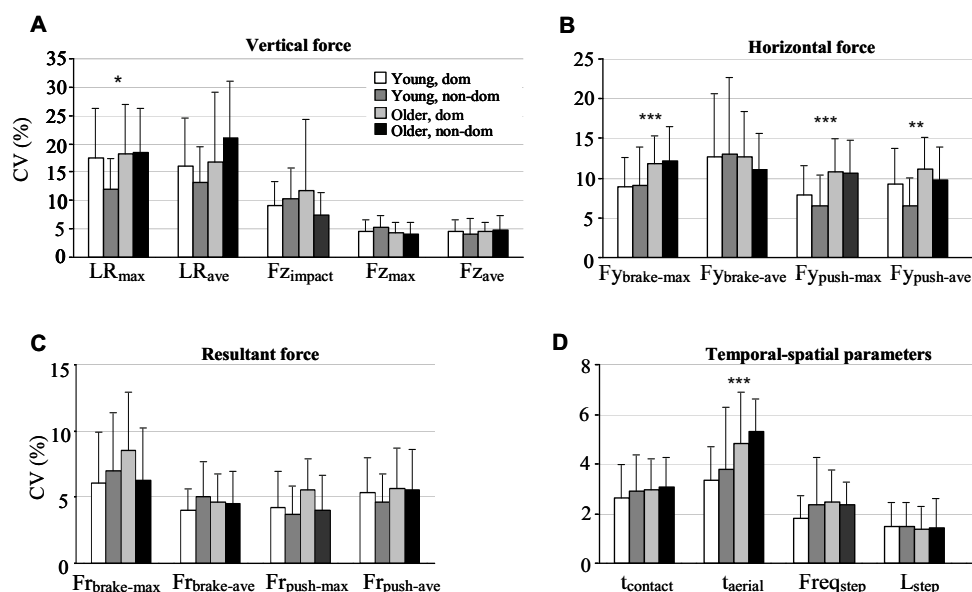 A
Vertical force
35
30
25
20
15
10
5
0
CV (%)
*
Young, dom
Young, non-dom
Older, dom
Older, non-dom
LRmax LRave Fzimpact Fzmax Fzave
B
Horizontal force
25
20
15
10
5
0
*** *** **
Fybrake-max Fybrake-ave Fypush-max Fypush-ave
C
Resultant force
15
10
5
0
CV (%)
Frbrake-max Frbrake-ave Frpush-max Frpush-ave
D
Temporal-spatial parameters
8
6
4
2
0
***
tcontact taerial Freqstep Lstep